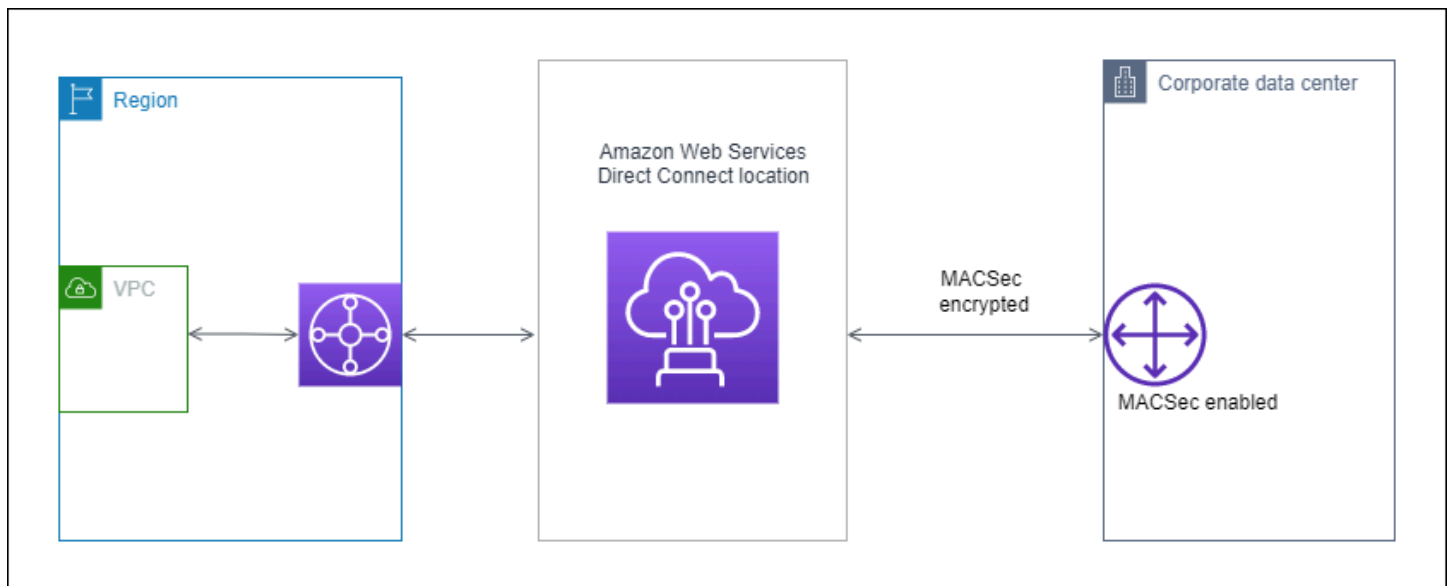 Region
VPC
Amazon Web Services
Direct Connect location
MACSec
encrypted
Corporate data center
MACSec enabled